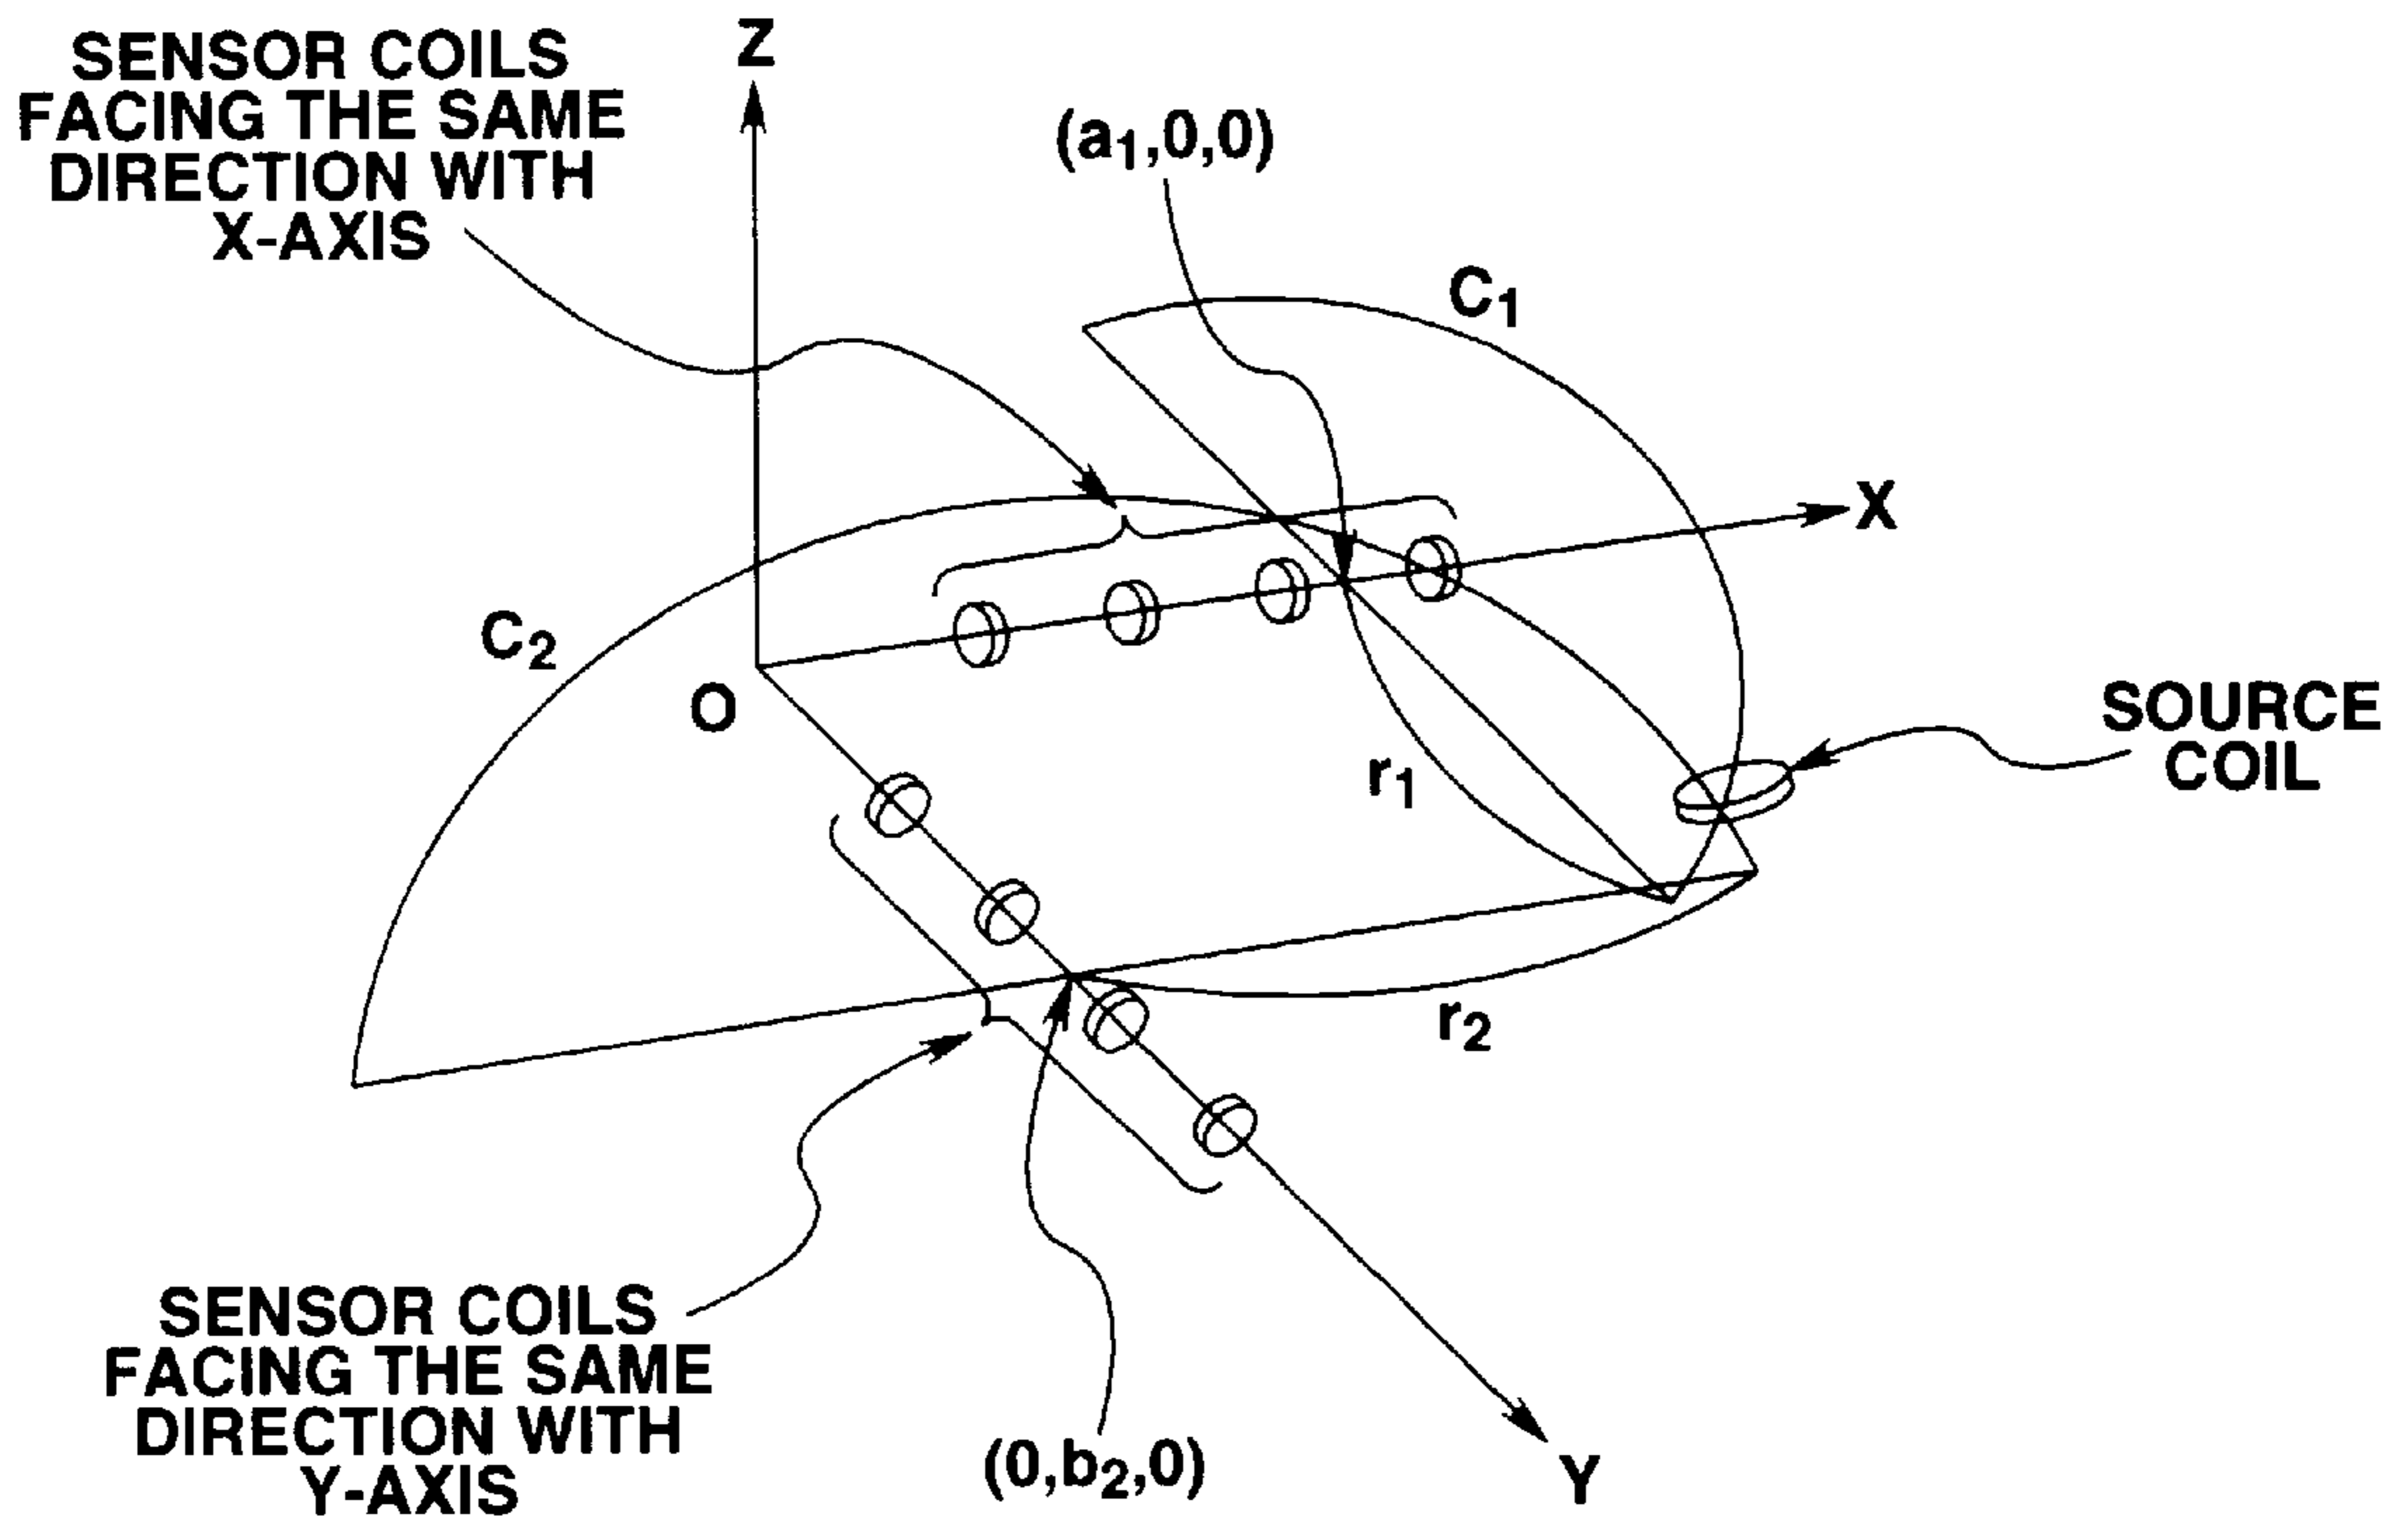 Z
SENSOR COILS
FACING THE SAME
DIRECTION WITH
X-AXIS
(a1,0,0)
C1
X
C2
O
SOURCE
COIL
r1
r2
SENSOR COILS
FACING THE SAME
DIRECTION WITH
Y-AXIS
(0,b2,0)
Y